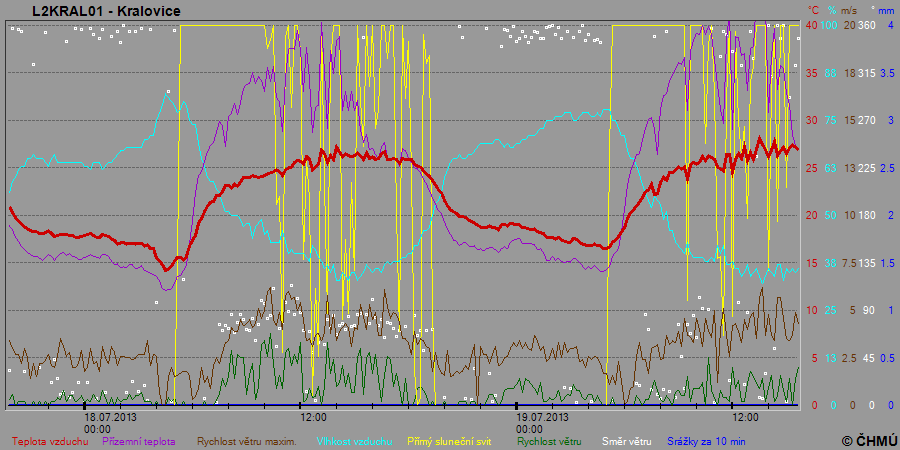 L2KRAL01 - Kralovice
°C % m/s ° mm
40 100 20 360 4
35 88 18 315 3.5
30 75 15 270 3
25 63 13 225 2.5
20 50 10 180 2
15 38 7.5 135 1.5
10 25 5 90 1
5 13 2.5 45 0.5
0 0 0 0 0
18.07.2013 12:00 19.07.2013 12:00
00:00 00:00
Teplota vzduchu Přízemní teplota Rychlost větru maxim. Vlhkost vzduchu Přímý sluneční svit Rychlost větru Směr větru Srážky za 10 min © ČHMÚ